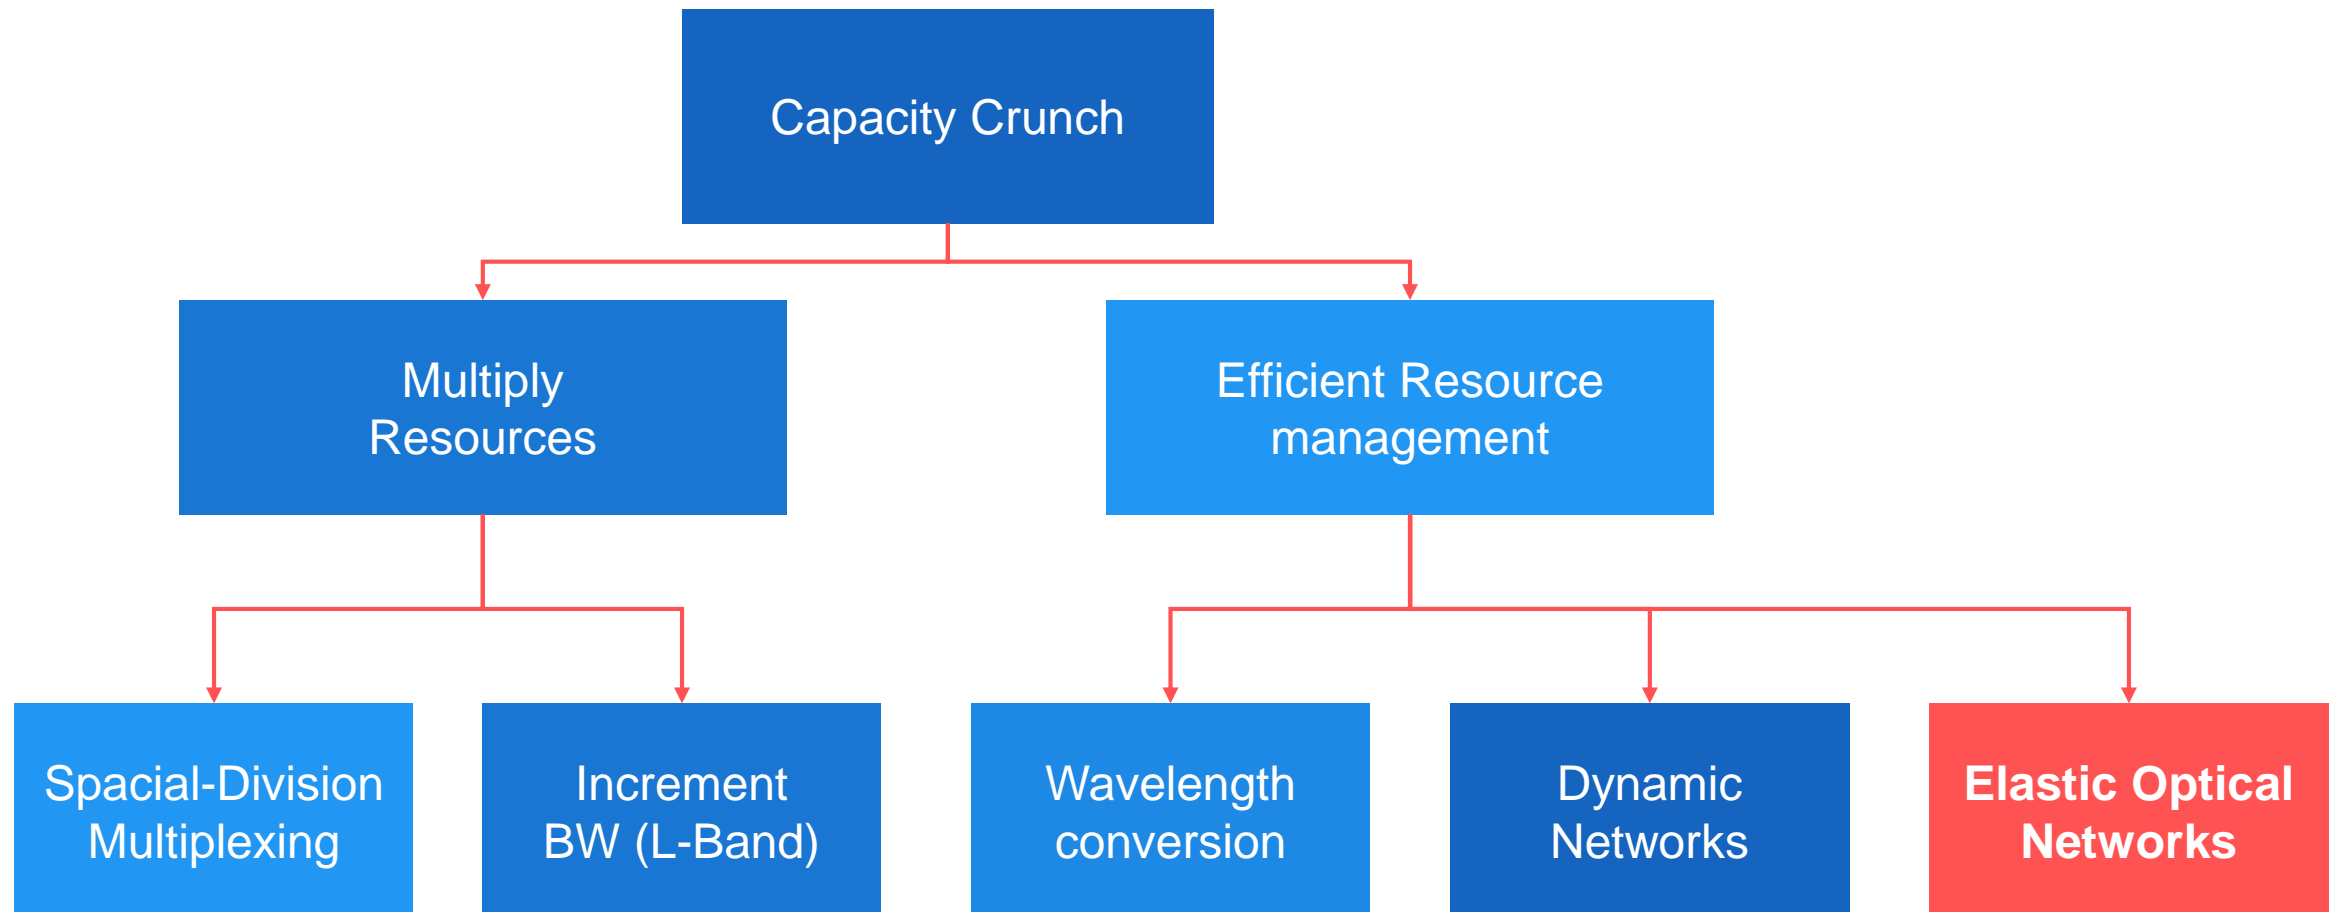 Capacity Crunch
Multiply
Resources
Efficient Resource
management
Spacial-Division
Multiplexing
Increment
BW (L-Band)
Wavelength
conversion
Dynamic
Networks
Elastic Optical
Networks